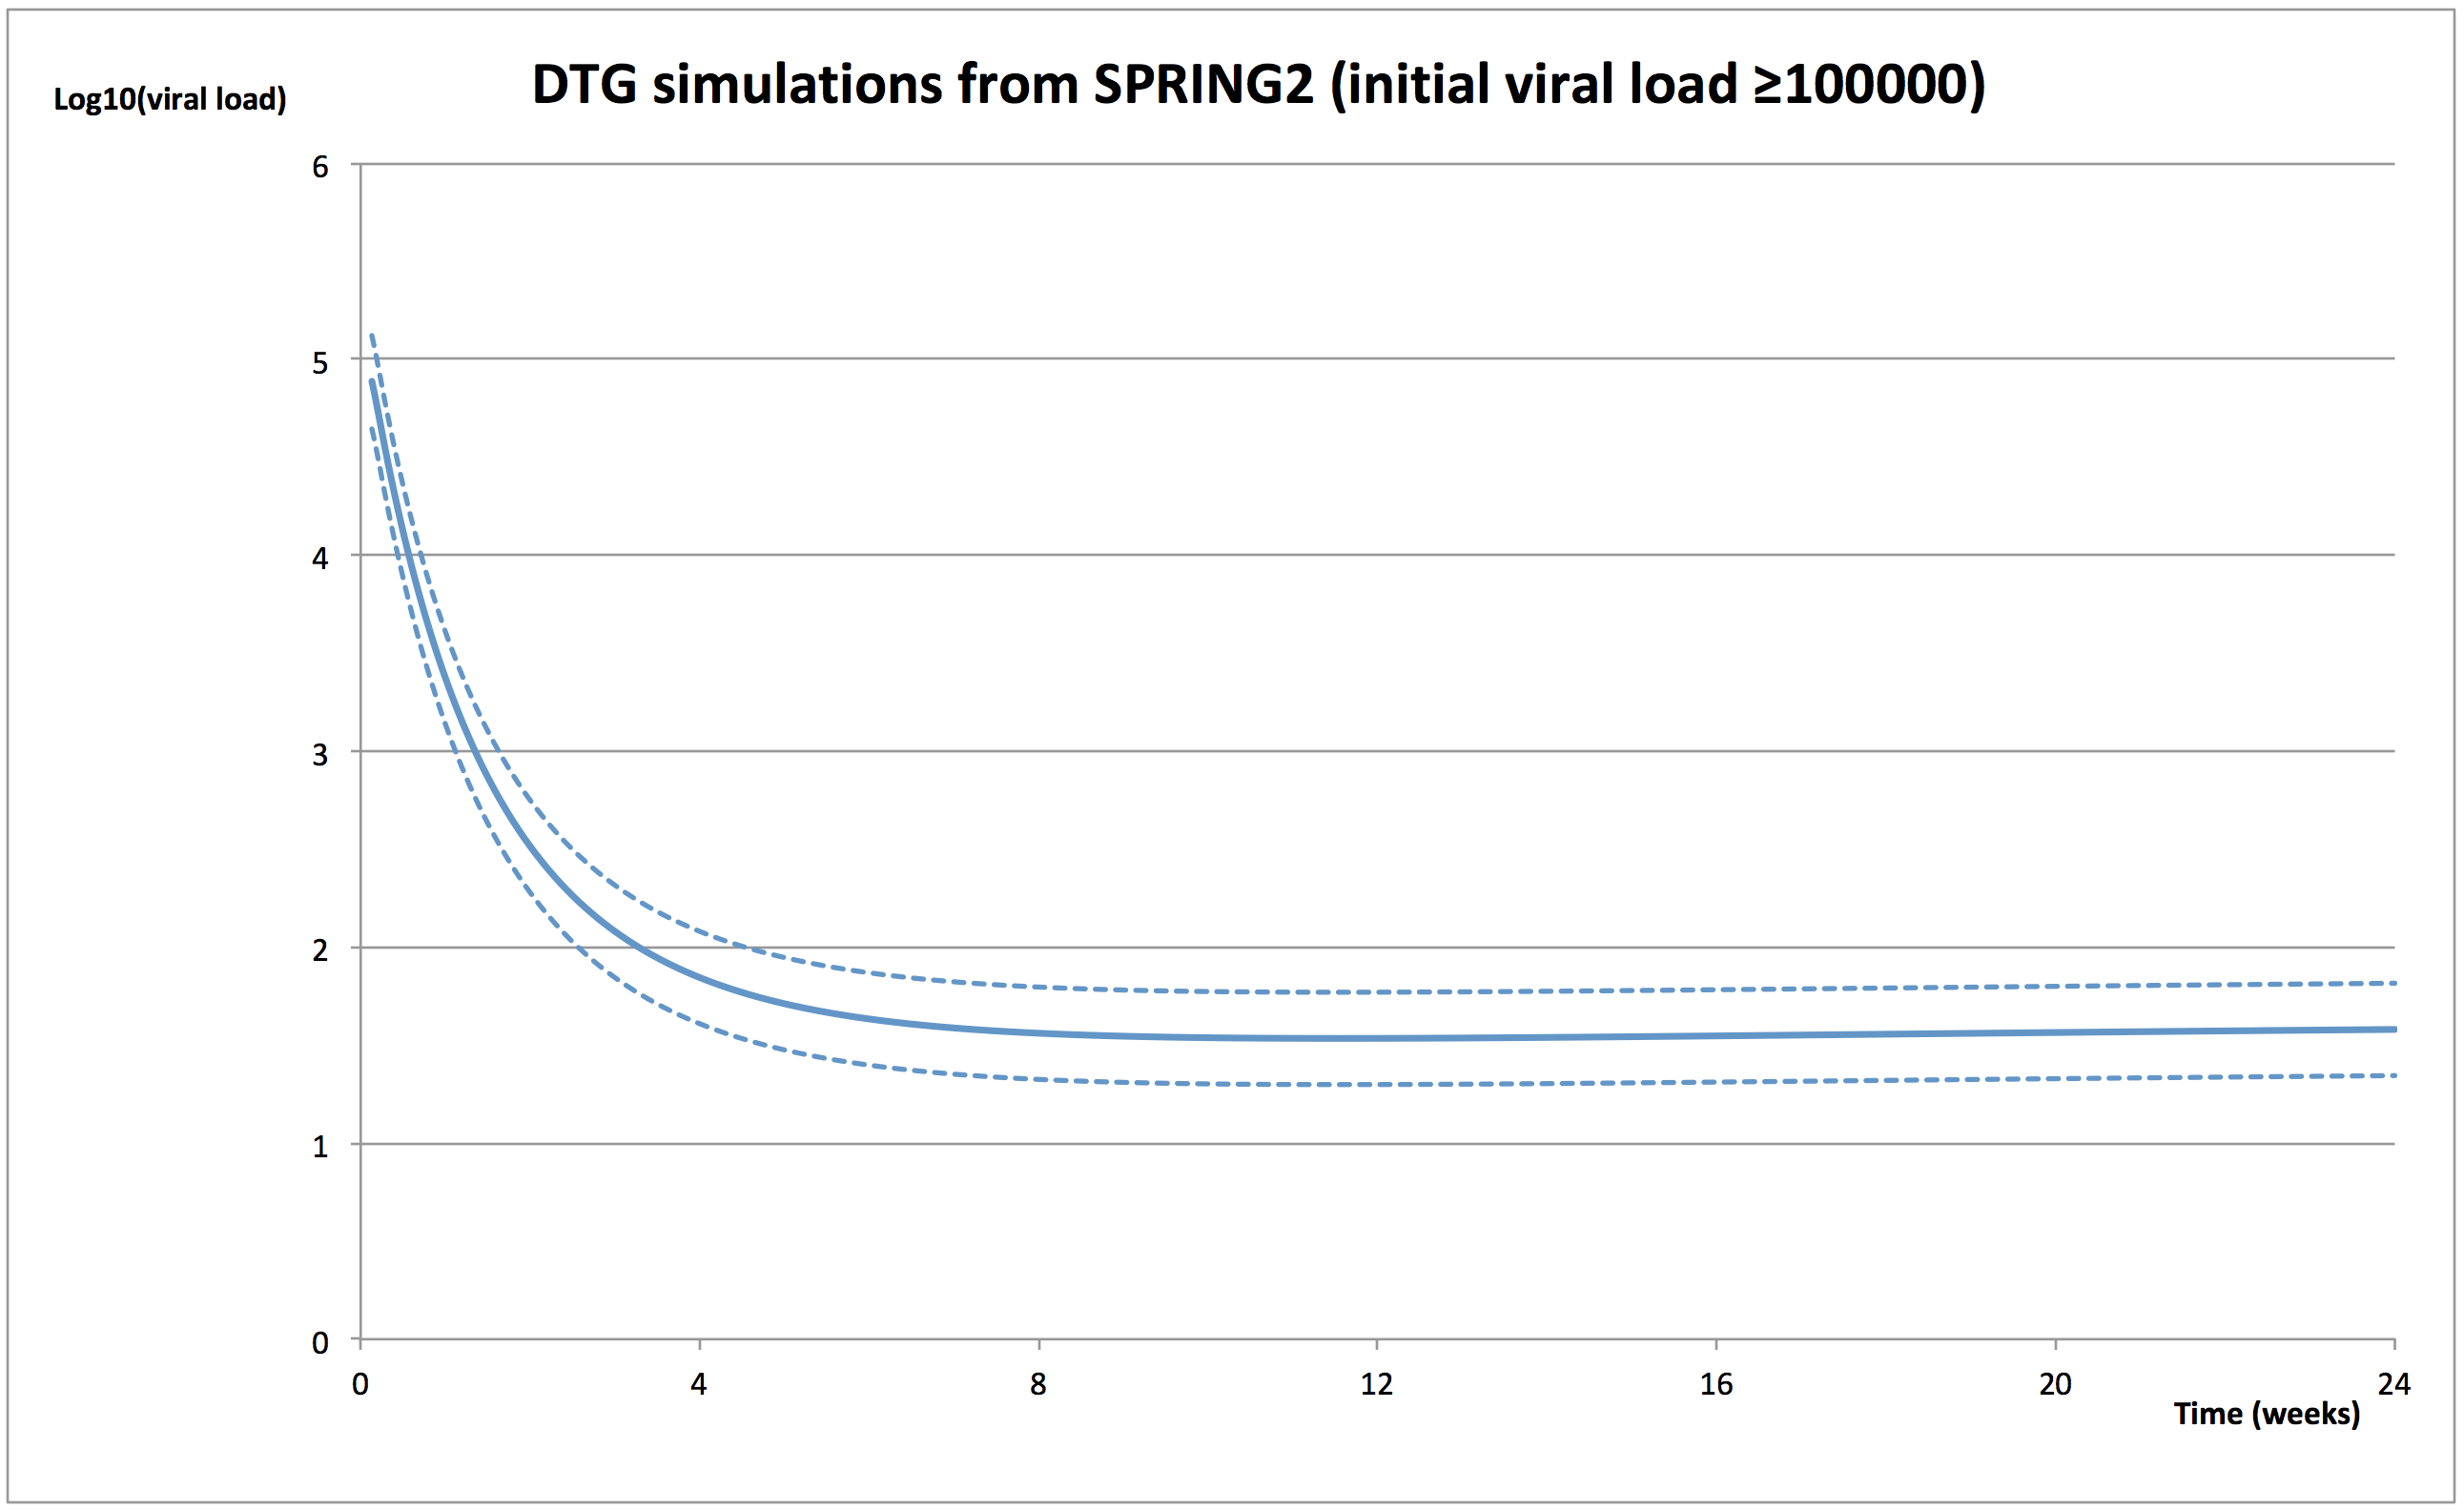 DTG simulations from SPRING2 (initial viral load ≥100000)
Log10(viral load)
6
5
4
3
2
1
0
0 4 8 12 16 20 24
Time (weeks)